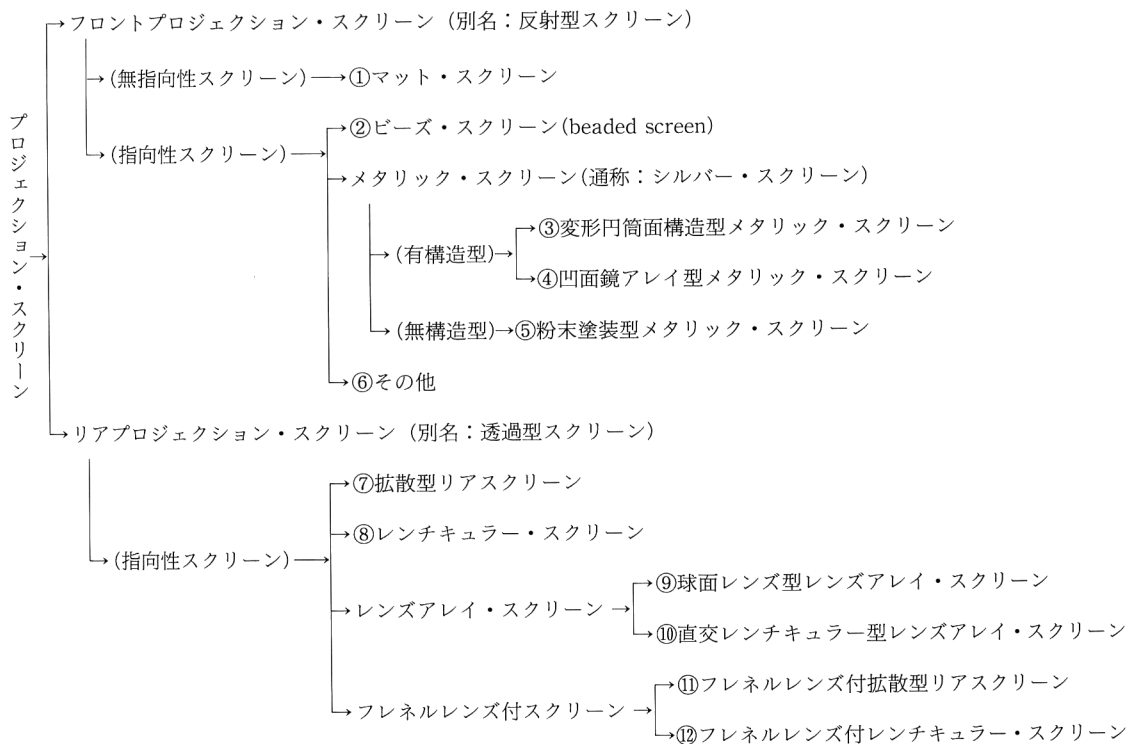 フロントプロジェクション・スクリーン（別名：反射型スクリーン）
(無指向性スクリーン)
①マット・スクリーン
(指向性スクリーン)
②ビーズ・スクリーン(beaded screen)
メタリック・スクリーン(通称：シルバー・スクリーン)
(有構造型)
③変形円筒面構造型メタリック・スクリーン
④凹面鏡アレイ型メタリック・スクリーン
(無構造型)
⑤粉末塗装型メタリック・スクリーン
⑥その他
プロジェクション・スクリーン
リアプロジェクション・スクリーン（別名：透過型スクリーン）
(指向性スクリーン)
⑦拡散型リアスクリーン
⑧レンチキュラー・スクリーン
レンズアレイ・スクリーン
⑨球面レンズ型レンズアレイ・スクリーン
⑩直交レンチキュラー型レンズアレイ・スクリーン
フレネルレンズ付スクリーン
⑪フレネルレンズ付拡散型リアスクリーン
⑫フレネルレンズ付レンチキュラー・スクリーン